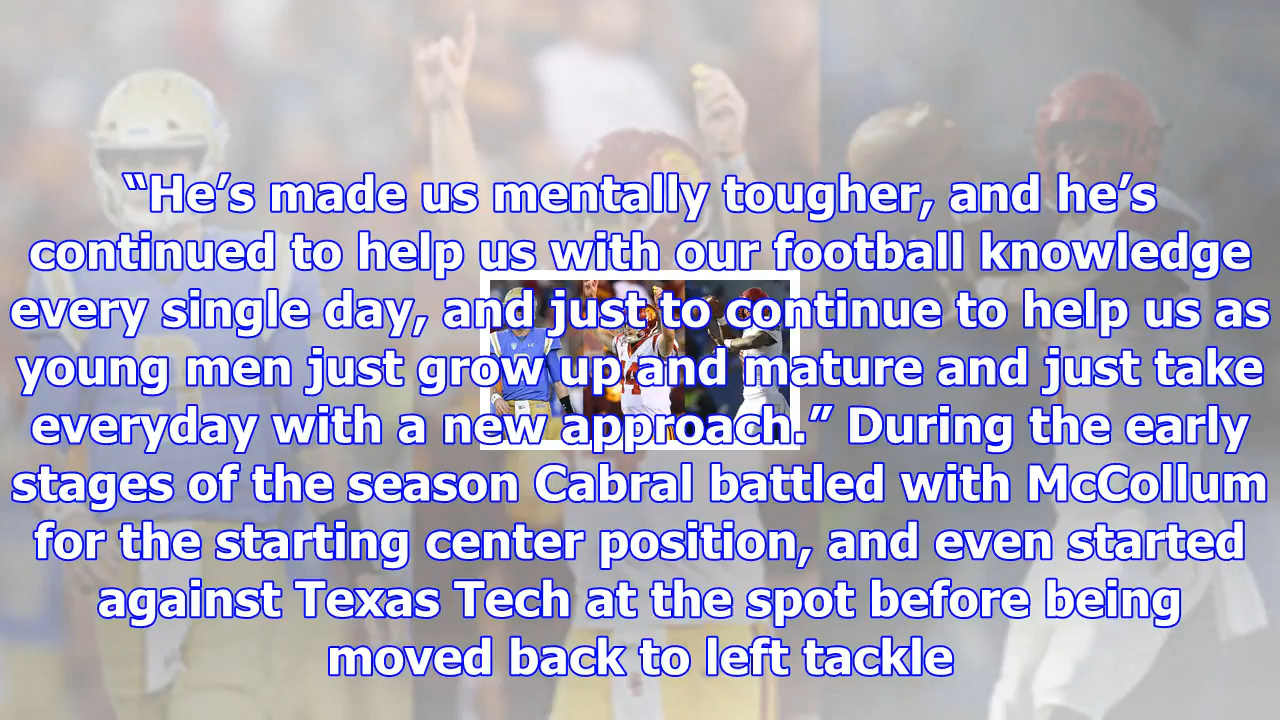 “He’s made us mentally tougher, and he’s
continued to help us with our football knowledge
every single day, and just to continue to help us as
young men just grow up and mature and just take
everyday with a new approach.” During the early
stages of the season Cabral battled with McCollum
for the starting center position, and even started
against Texas Tech at the spot before being
moved back to left tackle